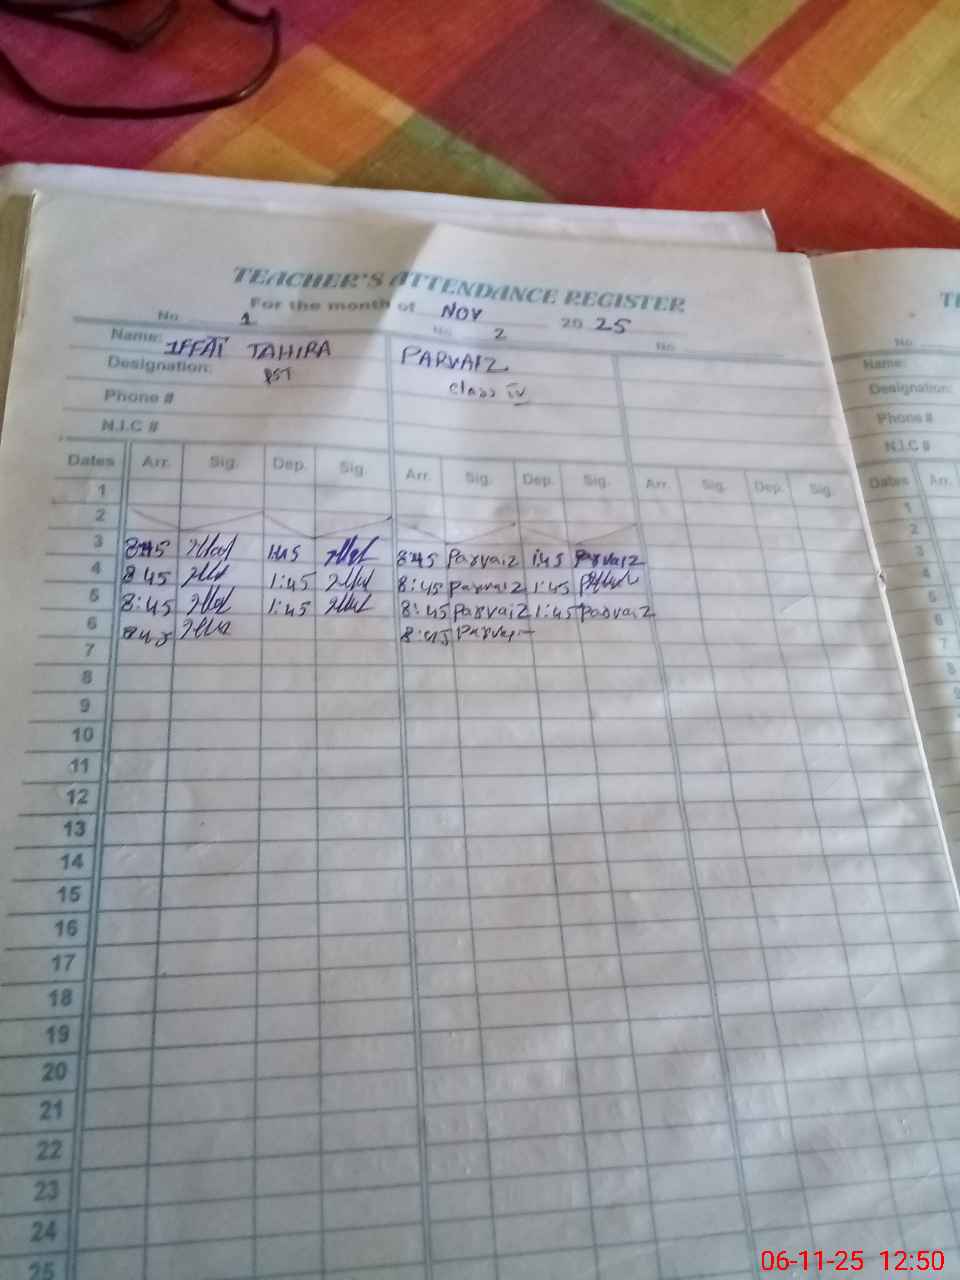 TEACHER'S ATTENDANCE REGISTER
For the month of NOV 2025
No. 1 No. 2 No.
Name: IFFAT TAHIRA PARVAIZ
Designation: PST Class IV
Phone #
N.I.C #
Dates Arr. Sig. Dep. Sig. Arr. Sig. Dep. Sig. Arr. Sig. Dep. Sig.
1
2
3 8:45 1:45 8:45 Parvaiz 1:45 Parvaiz
4 8:45 1:45 8:45 Parvaiz 1:45
5 8:45 1:45 8:45 Parvaiz 1:45 Parvaiz
6 8:45 8:45 Parvaiz
7
8
9
10
11
12
13
14
15
16
17
18
19
20
21
22
23
24
25
No.
Name:
Designation:
Phone #
N.I.C #
Dates Arr.
1
2
3
4
5
6
7
8
06-11-25 12:50